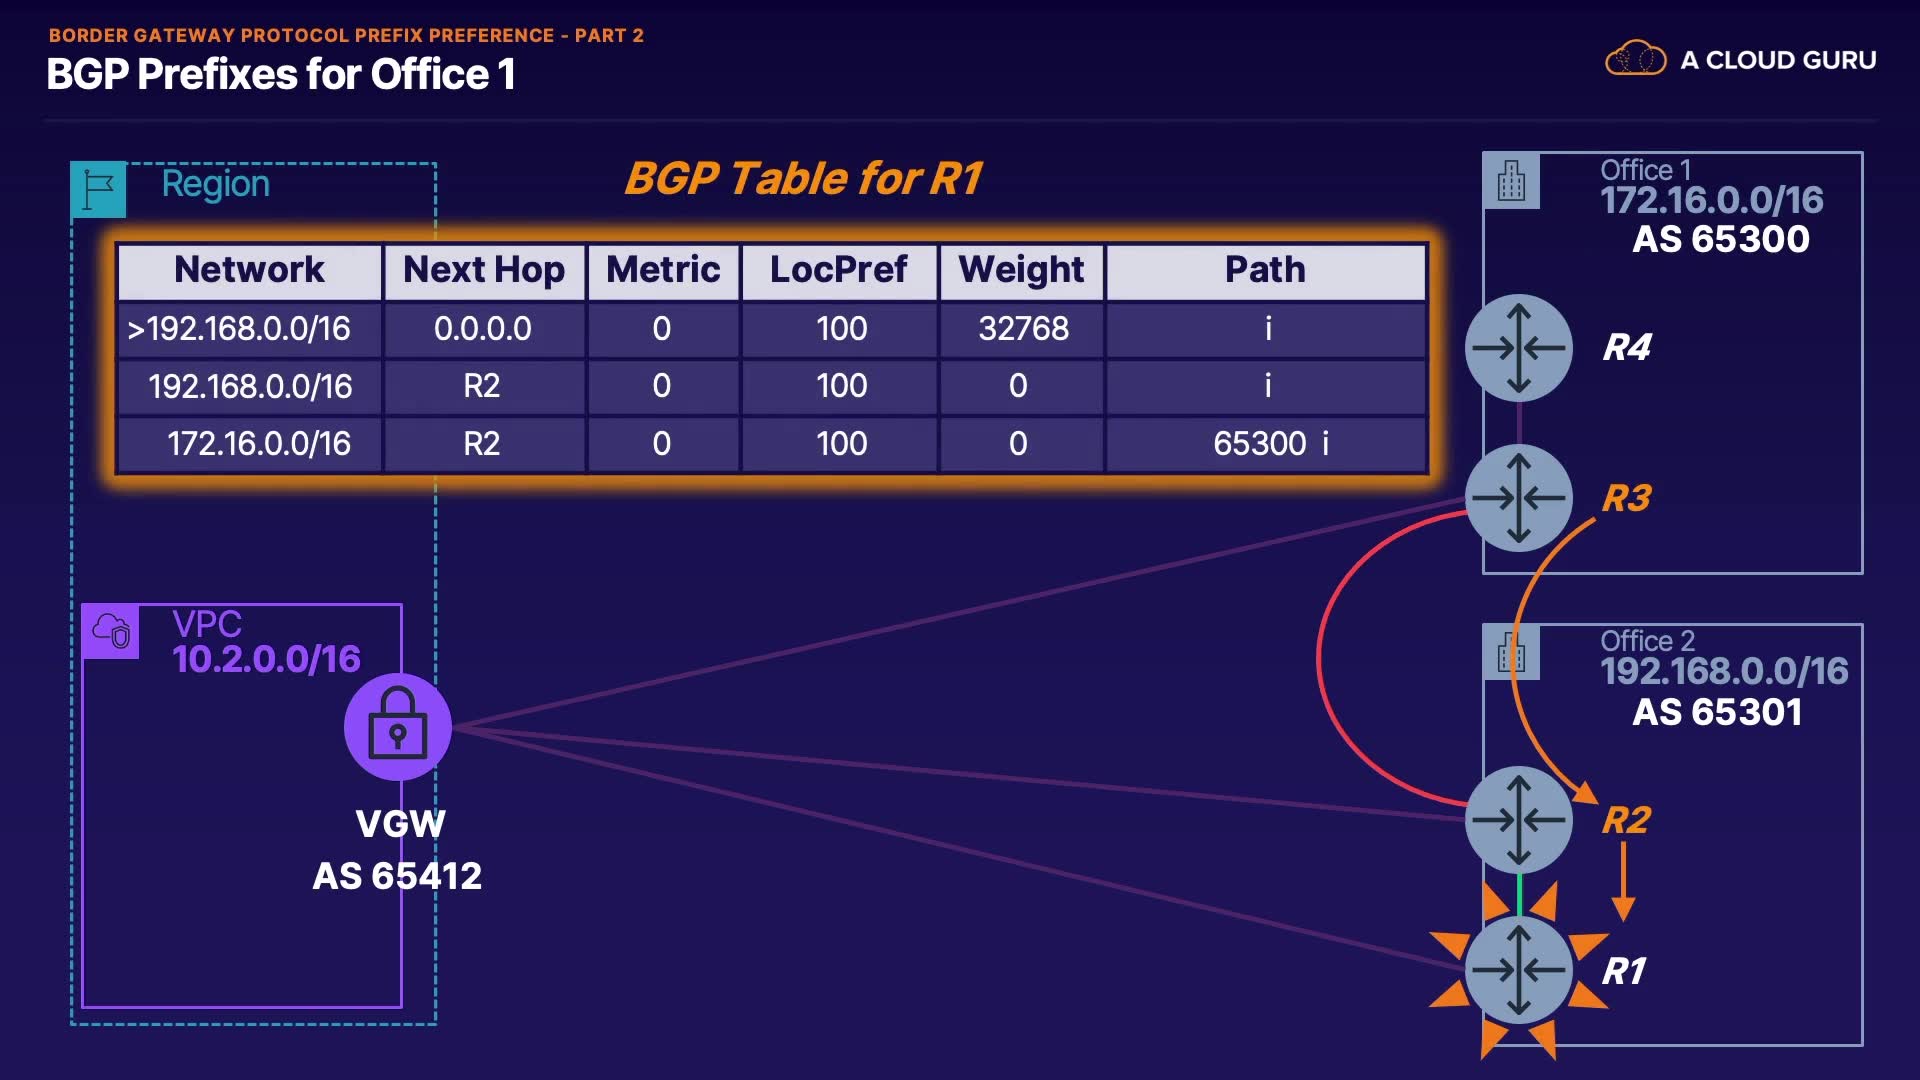 BORDER GATEWAY PROTOCOL PREFIX PREFERENCE - PART 2
BGP Prefixes for Office 1
A CLOUD GURU
Region
BGP Table for R1
Network Next Hop Metric LocPref Weight Path
>192.168.0.0/16 0.0.0.0 0 100 32768 i
192.168.0.0/16 R2 0 100 0 i
172.16.0.0/16 R2 0 100 0 65300 i
Office 1
172.16.0.0/16
AS 65300
R4
R3
VPC
10.2.0.0/16
VGW
AS 65412
Office 2
192.168.0.0/16
AS 65301
R2
R1